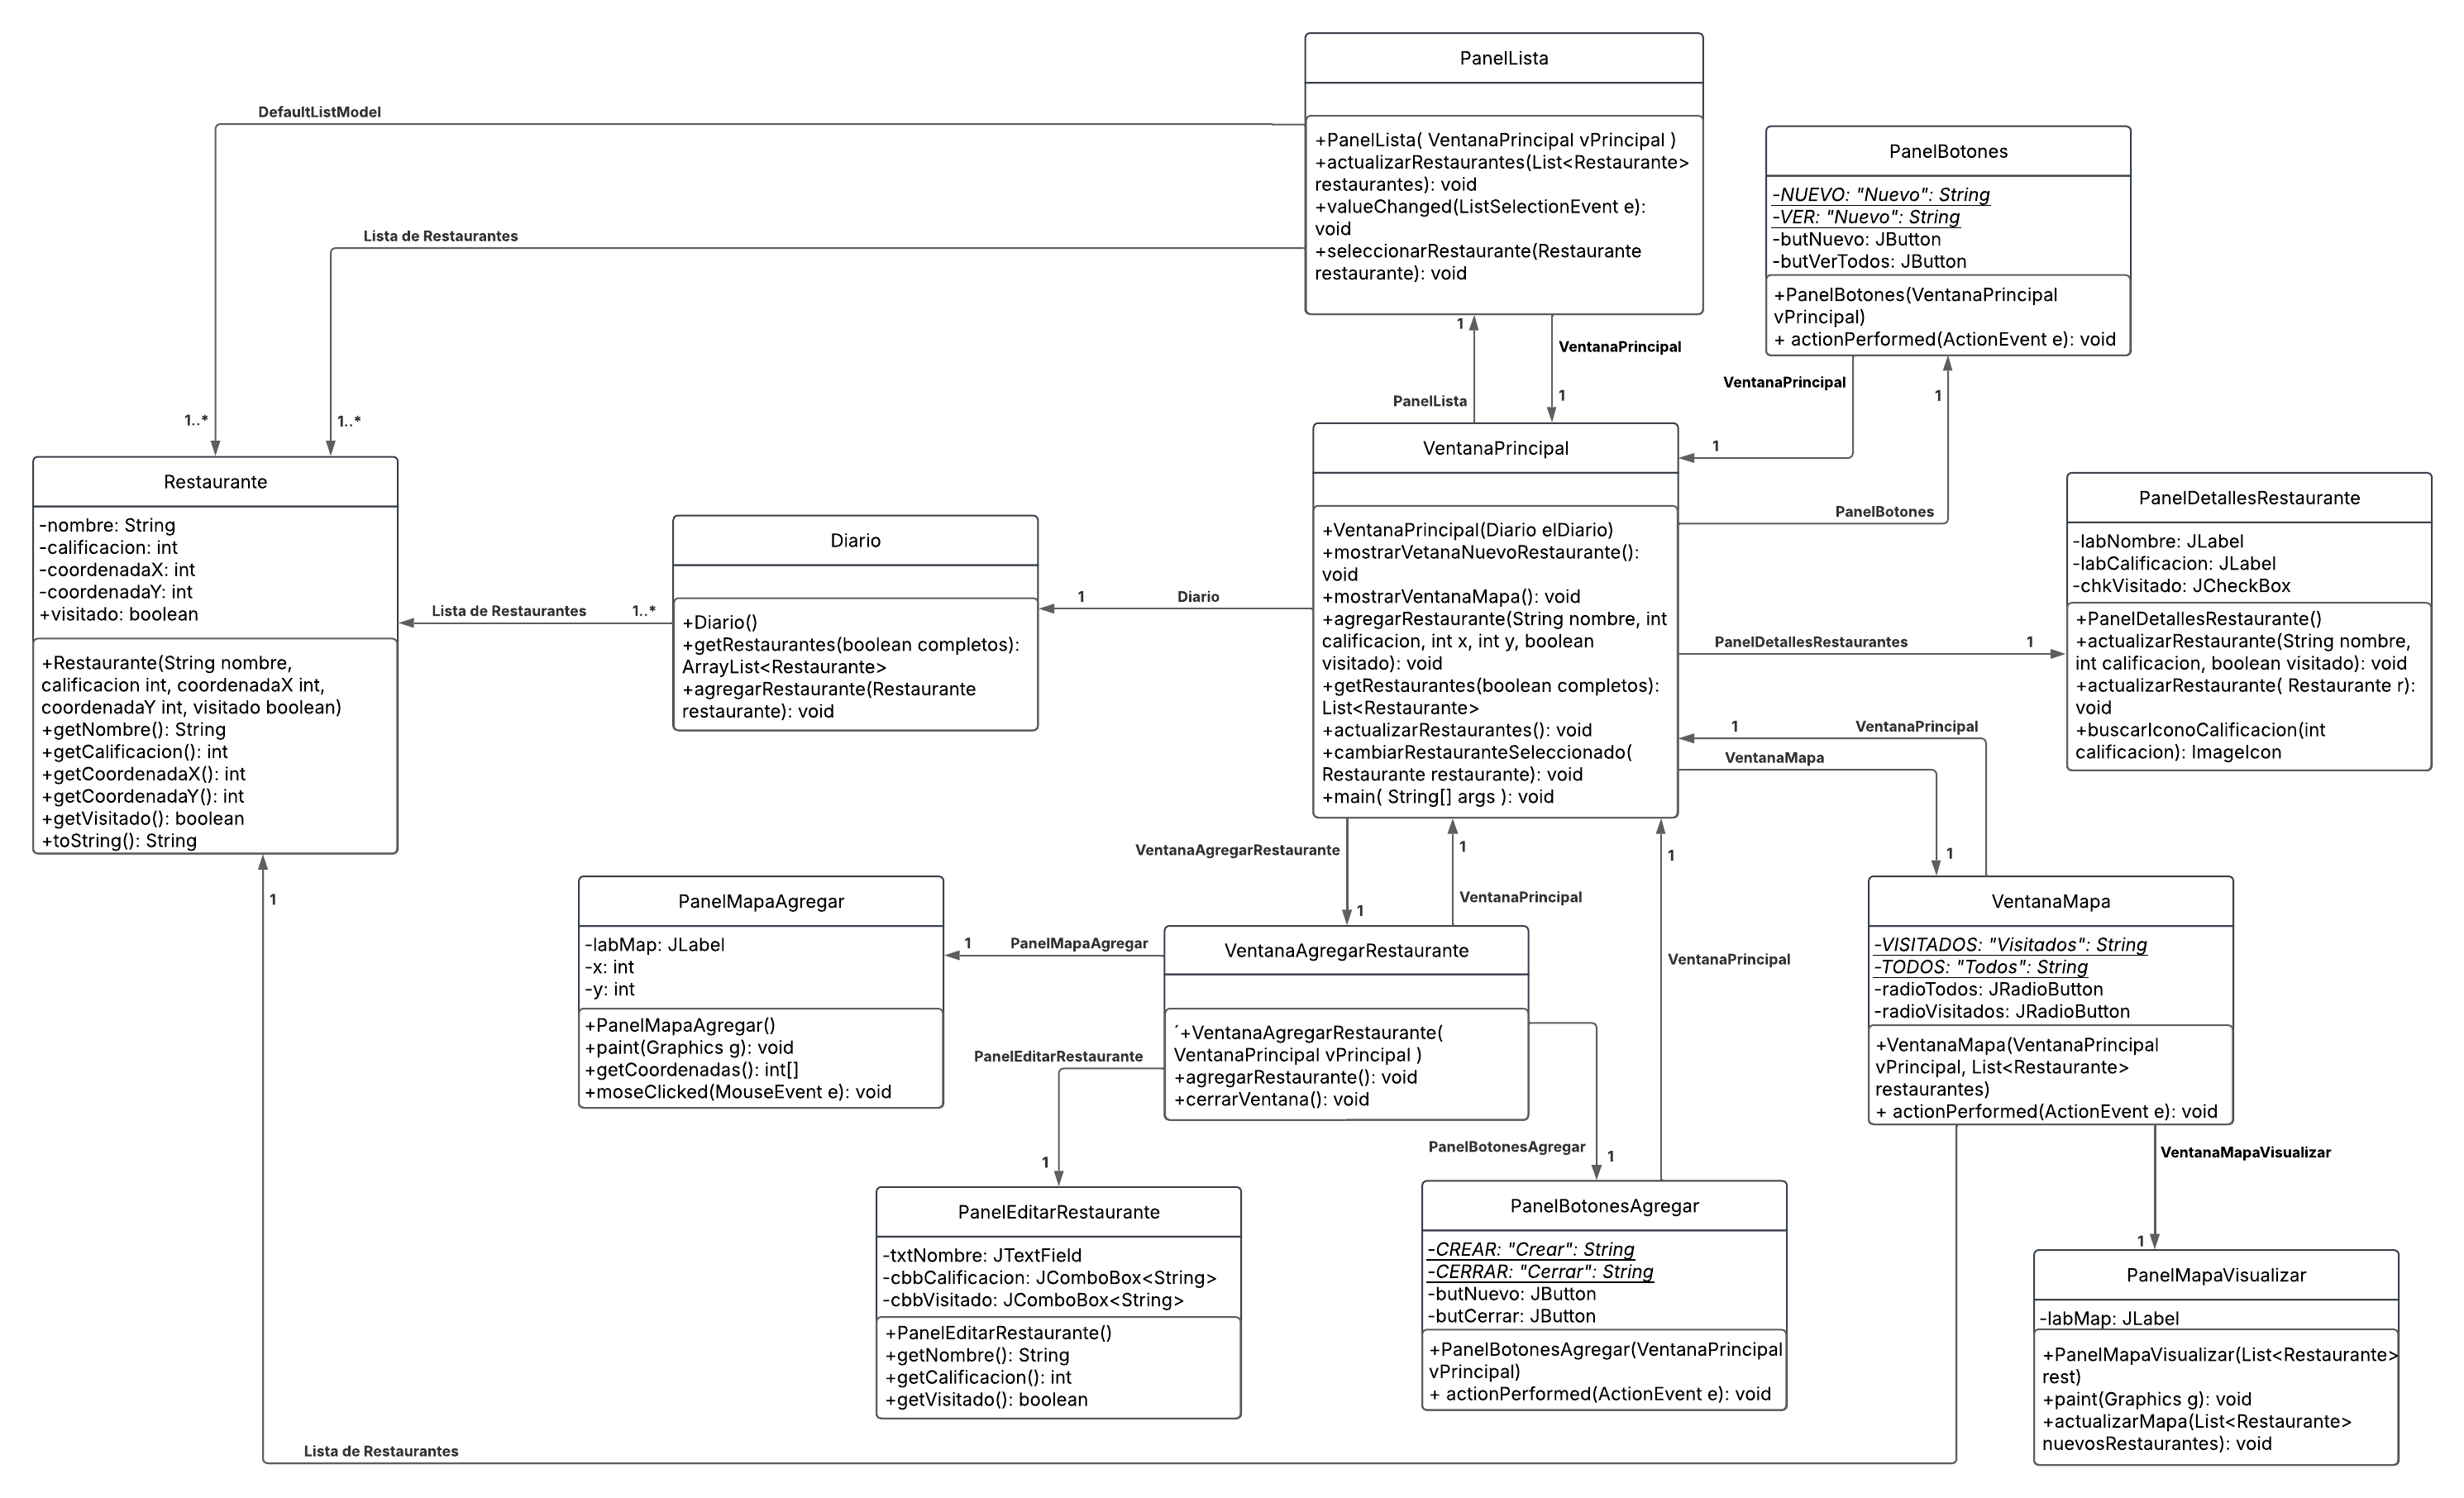 PanelLista
+PanelLista( VentanaPrincipal vPrincipal )
+actualizarRestaurantes(List<Restaurante>
restaurantes): void
+valueChanged(ListSelectionEvent e):
void
+seleccionarRestaurante(Restaurante
restaurante): void
DefaultListModel
1..*
Lista de Restaurantes
1..*
PanelBotones
-NUEVO: "Nuevo": String
-VER: "Nuevo": String
-butNuevo: JButton
-butVerTodos: JButton
+PanelBotones(VentanaPrincipal
vPrincipal)
+ actionPerformed(ActionEvent e): void
1
PanelLista
VentanaPrincipal
1
VentanaPrincipal
1
1
PanelBotones
Restaurante
-nombre: String
-calificacion: int
-coordenadaX: int
-coordenadaY: int
+visitado: boolean
+Restaurante(String nombre,
calificacion int, coordenadaX int,
coordenadaY int, visitado boolean)
+getNombre(): String
+getCalificacion(): int
+getCoordenadaX(): int
+getCoordenadaY(): int
+getVisitado(): boolean
+toString(): String
Lista de Restaurantes
1..*
Diario
+Diario()
+getRestaurantes(boolean completos):
ArrayList<Restaurante>
+agregarRestaurante(Restaurante
restaurante): void
1
Diario
VentanaPrincipal
+VentanaPrincipal(Diario elDiario)
+mostrarVetanaNuevoRestaurante():
void
+mostrarVentanaMapa(): void
+agregarRestaurante(String nombre, int
calificacion, int x, int y, boolean
visitado): void
+getRestaurantes(boolean completos):
List<Restaurante>
+actualizarRestaurantes(): void
+cambiarRestauranteSeleccionado(
Restaurante restaurante): void
+main( String[] args ): void
PanelDetallesRestaurantes
1
PanelDetallesRestaurante
-labNombre: JLabel
-labCalificacion: JLabel
-chkVisitado: JCheckBox
+PanelDetallesRestaurante()
+actualizarRestaurante(String nombre,
int calificacion, boolean visitado): void
+actualizarRestaurante( Restaurante r):
void
+buscarIconoCalificacion(int
calificacion): ImageIcon
1
VentanaPrincipal
VentanaMapa
1
VentanaAgregarRestaurante
1
1
VentanaPrincipal
1
VentanaPrincipal
1
PanelMapaAgregar
-labMap: JLabel
-x: int
-y: int
+PanelMapaAgregar()
+paint(Graphics g): void
+getCoordenadas(): int[]
+moseClicked(MouseEvent e): void
1
PanelMapaAgregar
VentanaAgregarRestaurante
´+VentanaAgregarRestaurante(
VentanaPrincipal vPrincipal )
+agregarRestaurante(): void
+cerrarVentana(): void
PanelEditarRestaurante
1
PanelBotonesAgregar
1
VentanaMapa
-VISITADOS: "Visitados": String
-TODOS: "Todos": String
-radioTodos: JRadioButton
-radioVisitados: JRadioButton
+VentanaMapa(VentanaPrincipal
vPrincipal, List<Restaurante>
restaurantes)
+ actionPerformed(ActionEvent e): void
VentanaMapaVisualizar
1
PanelEditarRestaurante
-txtNombre: JTextField
-cbbCalificacion: JComboBox<String>
-cbbVisitado: JComboBox<String>
+PanelEditarRestaurante()
+getNombre(): String
+getCalificacion(): int
+getVisitado(): boolean
PanelBotonesAgregar
-CREAR: "Crear": String
-CERRAR: "Cerrar": String
-butNuevo: JButton
-butCerrar: JButton
+PanelBotonesAgregar(VentanaPrincipal
vPrincipal)
+ actionPerformed(ActionEvent e): void
PanelMapaVisualizar
-labMap: JLabel
+PanelMapaVisualizar(List<Restaurante>
rest)
+paint(Graphics g): void
+actualizarMapa(List<Restaurante>
nuevosRestaurantes): void
Lista de Restaurantes